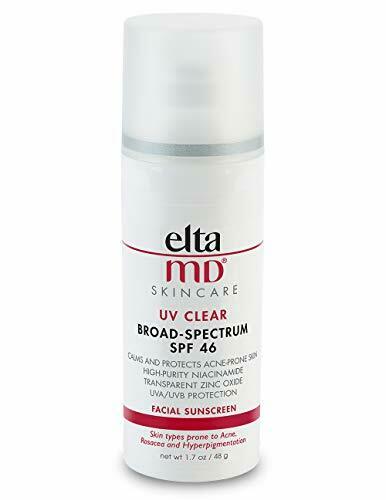 elta
MD®
SKINCARE
UV CLEAR
BROAD-SPECTRUM
SPF 46
CALMS AND PROTECTS ACNE-PRONE SKIN
HIGH-PURITY NIACINAMIDE
TRANSPARENT ZINC OXIDE
UVA/UVB PROTECTION
FACIAL SUNSCREEN
Skin types prone to Acne,
Rosacea and Hyperpigmentation
net wt 1.7 oz / 48 g